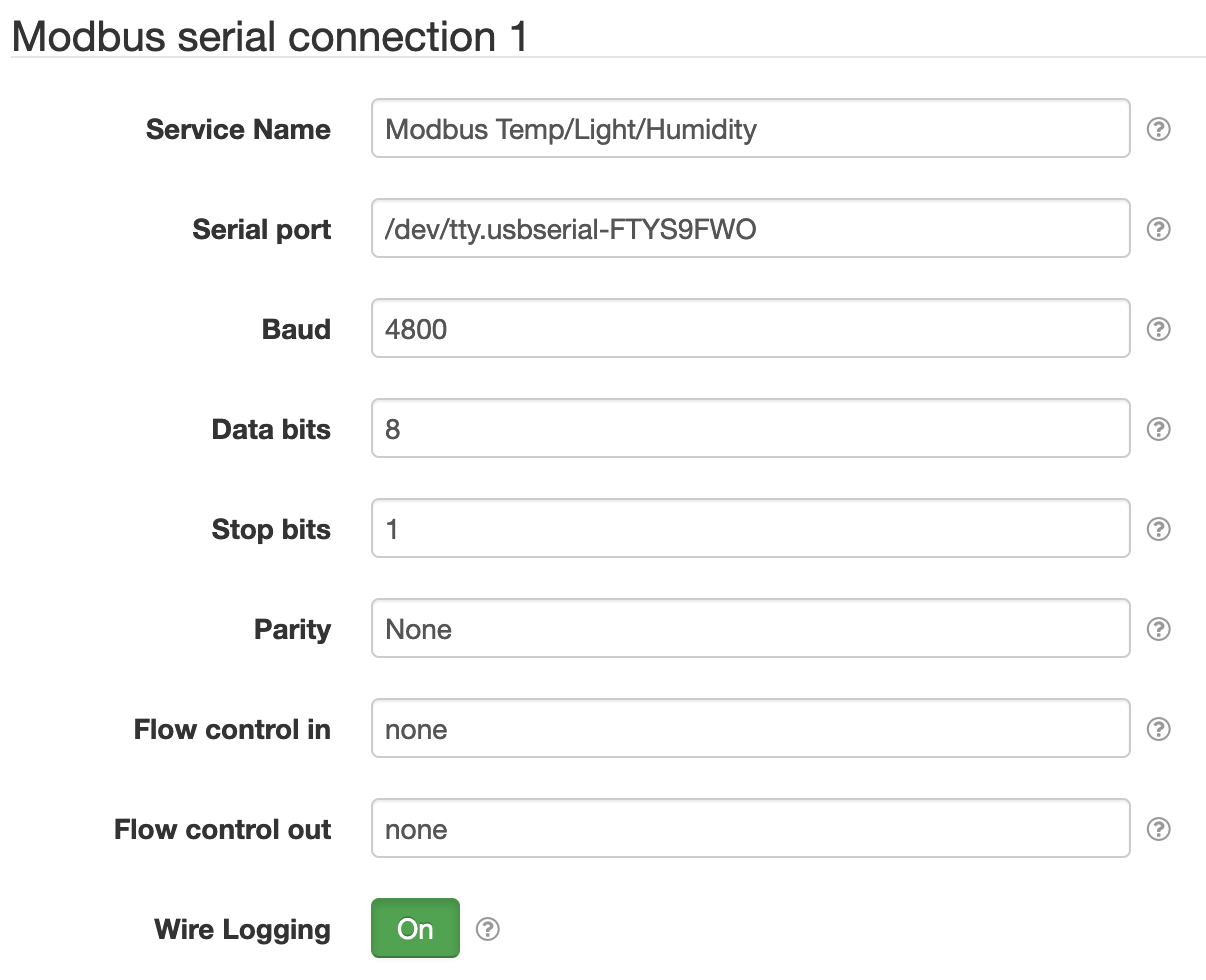 Modbus serial connection 1
Service Name Modbus Temp/Light/Humidity ?
Serial port /dev/tty.usbserial-FTYS9FWO ?
Baud 4800 ?
Data bits 8 ?
Stop bits 1 ?
Parity None ?
Flow control in none ?
Flow control out none ?
Wire Logging On ?